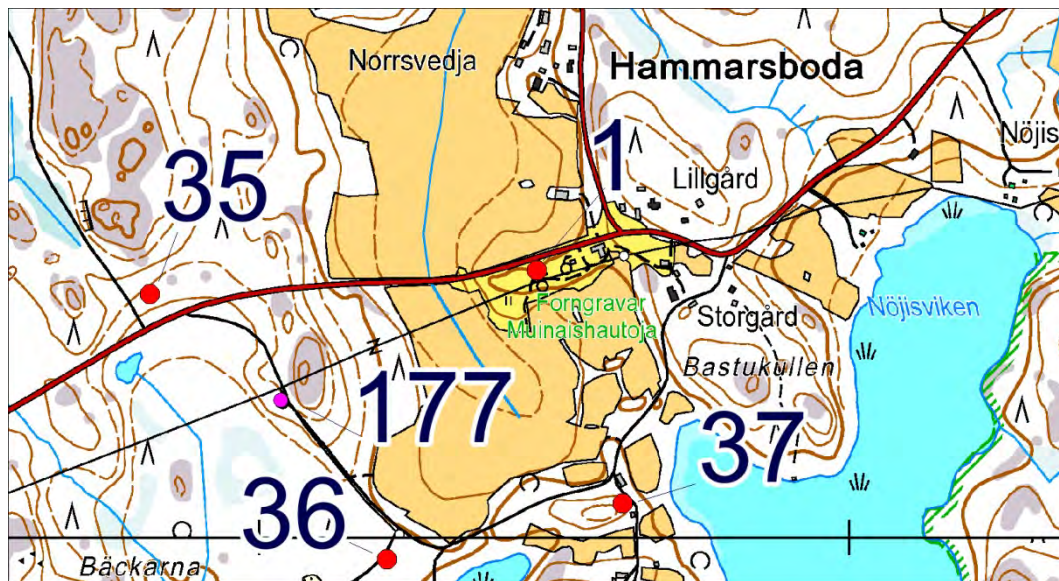 Norrsvedja
Hammarsboda
Nöjis
35
1
Lillgård
Forngravar
Muinaishautoja
Storgård
Nöjisviken
Bastukullen
177
37
36
Bäckarna